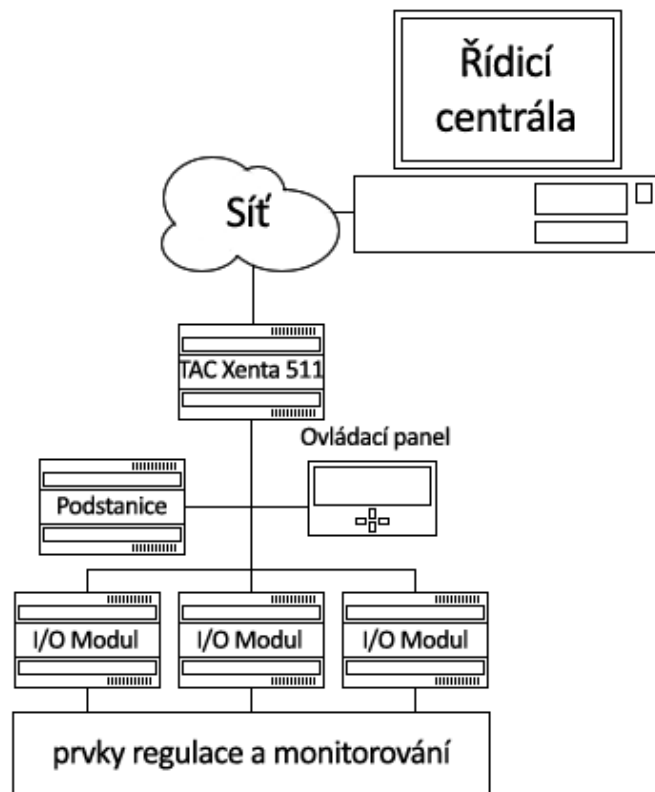 Řídicí
centrála
Síť
TAC Xenta 511
Ovládací panel
Podstanice
I/O Modul
I/O Modul
I/O Modul
prvky regulace a monitorování